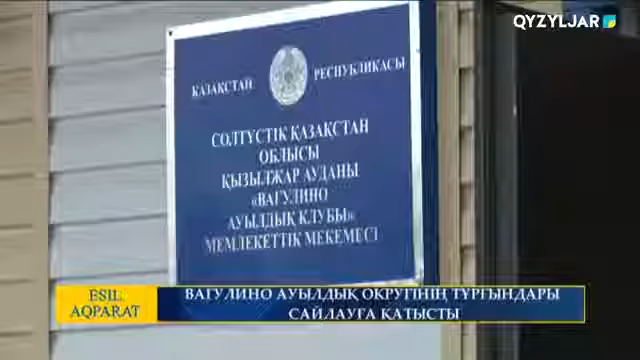 QYZYLJAR
ҚАЗАҚСТАН РЕСПУБЛИКАСЫ
СОЛТҮСТІК ҚАЗАҚСТАН
ОБЛЫСЫ
ҚЫЗЫЛЖАР АУДАНЫ
«ВАГУЛИНО
АУЫЛДЫҚ КЛУБЫ»
МЕМЛЕКЕТТІК МЕКЕМЕСІ
ESIL
AQPARAT
ВАГУЛИНО АУЫЛДЫҚ ОКРУГІНІҢ ТҰРҒЫНДАРЫ
САЙЛАУҒА ҚАТЫСТЫ